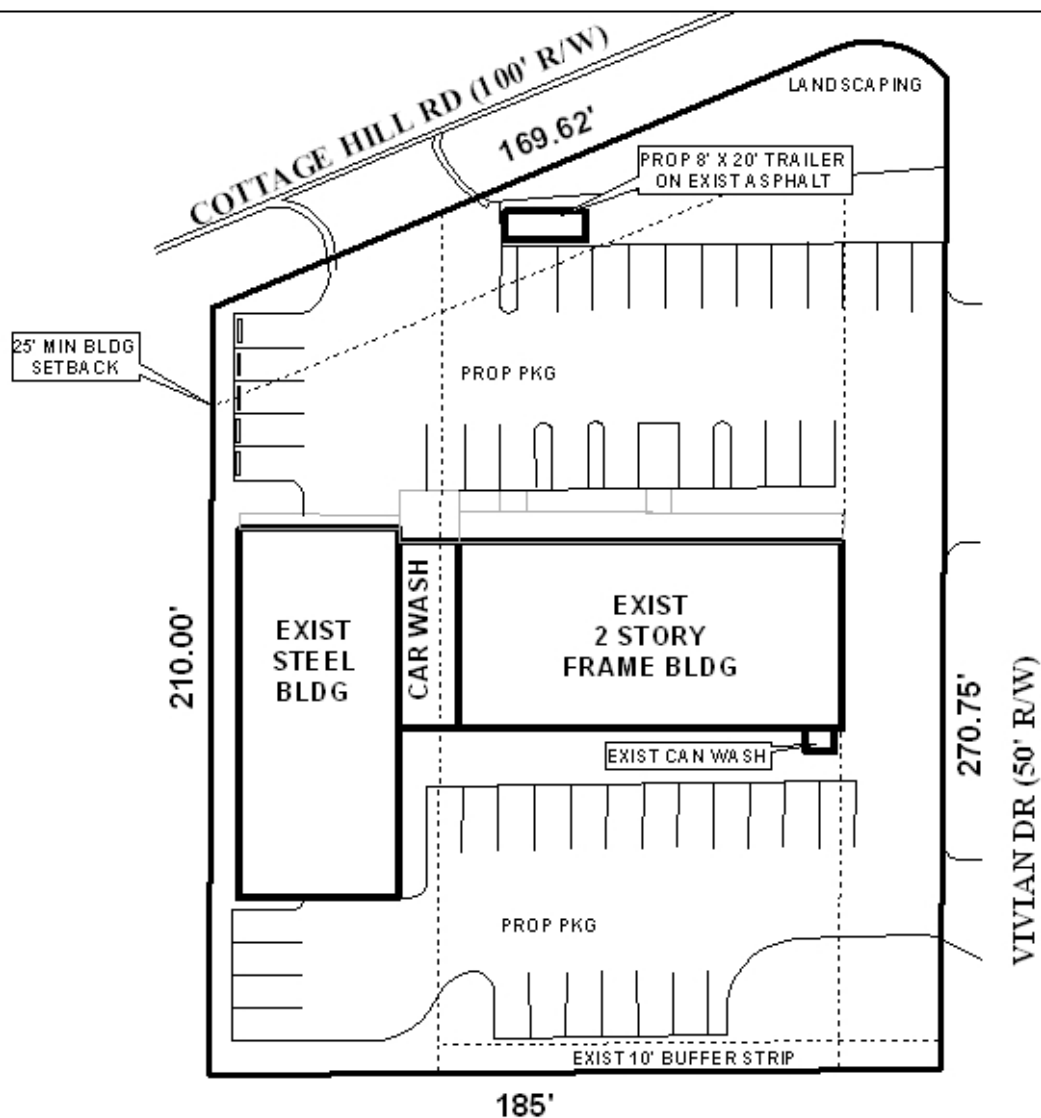 LANDSCAPING
COTTAGE HILL RD (100' R/W)
169.62'
PROP 8' X 20' TRAILER
ON EXIST ASPHALT
25' MIN BLDG
SETBACK
PROP PKG
EXIST
STEEL
BLDG
CAR WASH
EXIST
2 STORY
FRAME BLDG
210.00'
270.75'
VIVIAN DR (50' R/W)
EXIST CAN WASH
PROP PKG
EXIST 10' BUFFER STRIP
185'